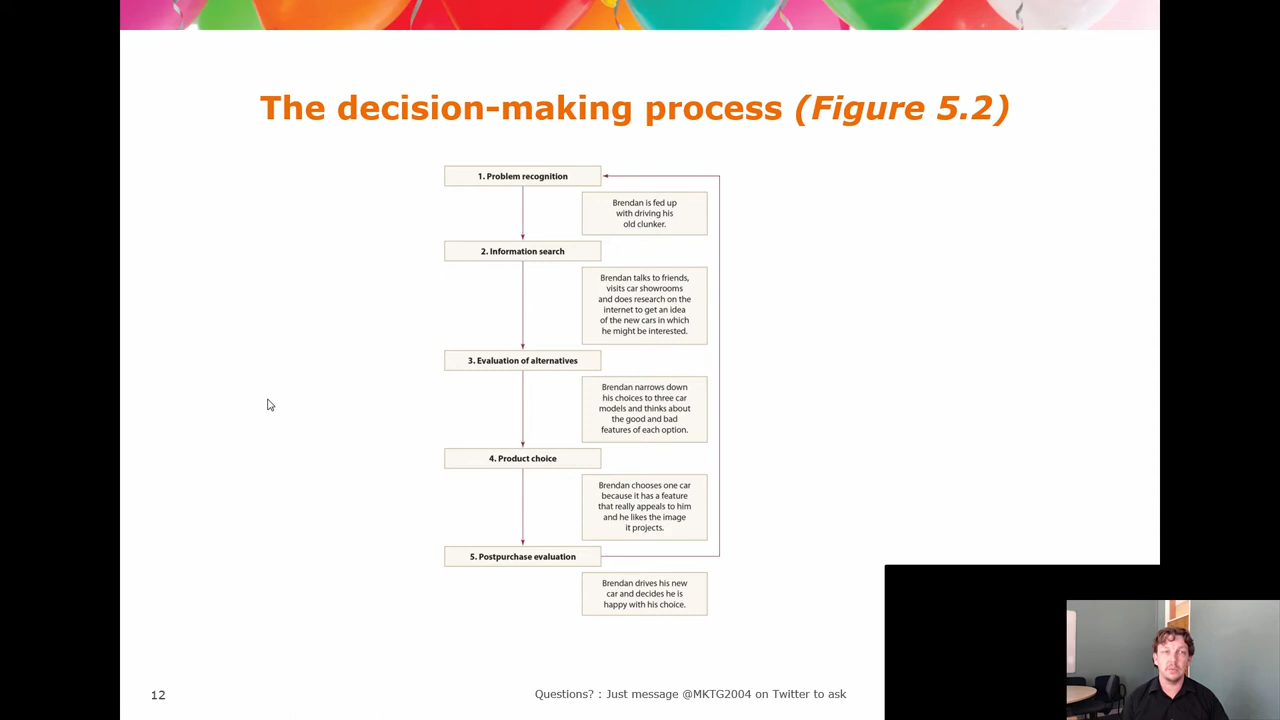 The decision-making process (Figure 5.2)
1. Problem recognition
Brendan is fed up
with driving his
old clunker.
2. Information search
Brendan talks to friends,
visits car showrooms
and does research on the
internet to get an idea
of the new cars in which
he might be interested.
3. Evaluation of alternatives
Brendan narrows down
his choices to three car
models and thinks about
the good and bad
features of each option.
4. Product choice
Brendan chooses one car
because it has a feature
that really appeals to him
and he likes the image
it projects.
5. Postpurchase evaluation
Brendan drives his new
car and decides he is
happy with his choice.
12
Questions? : Just message @MKTG2004 on Twitter to ask